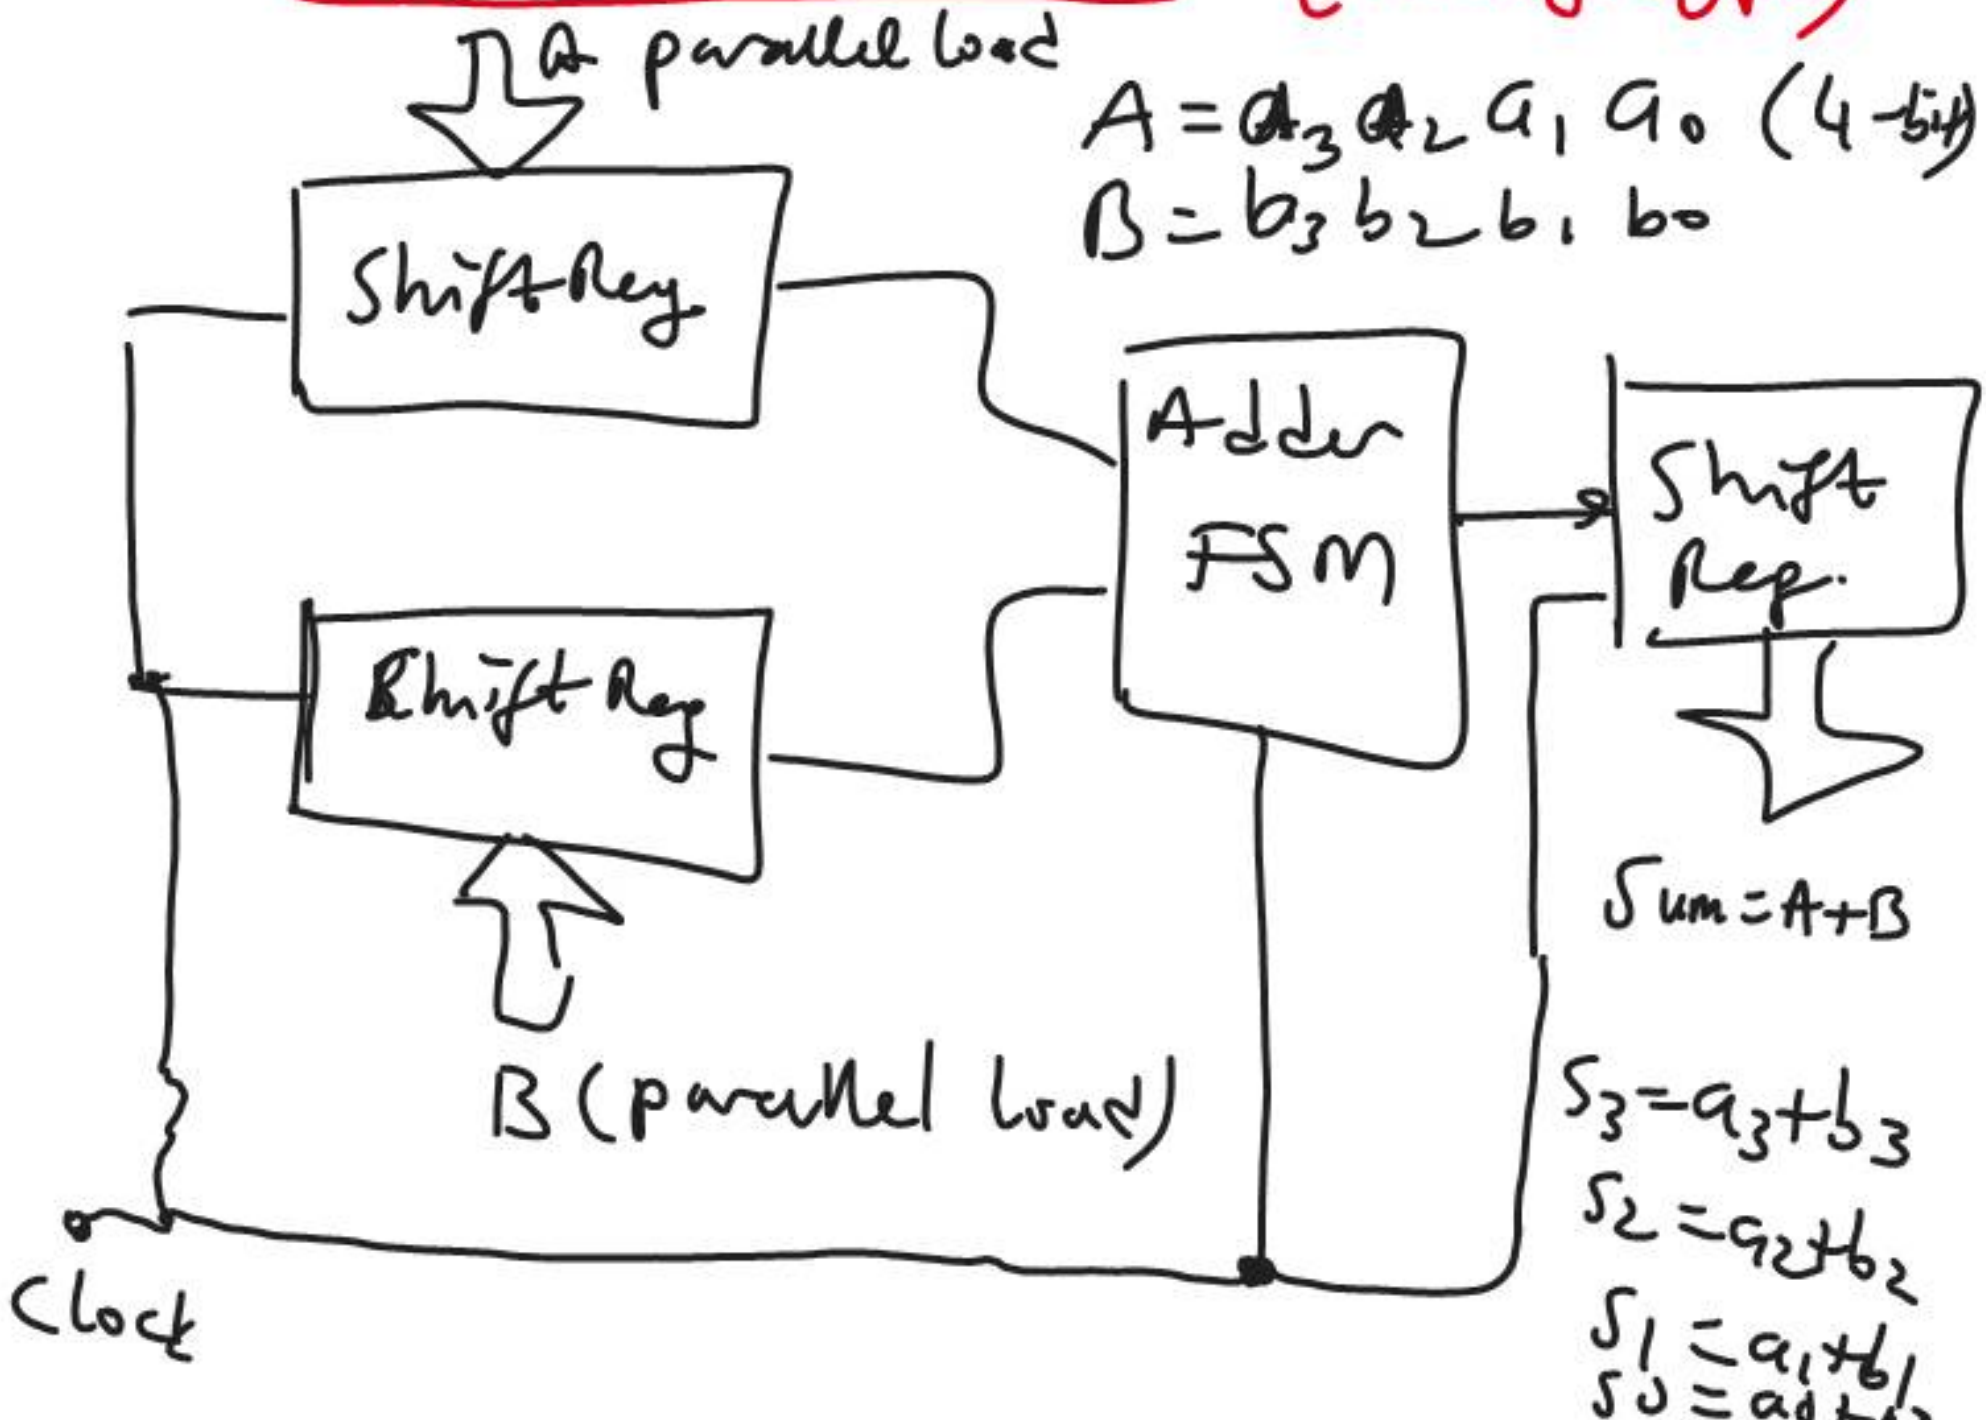 A parallel load
A = a3 a2 a1 a0 (4-bit)
B = b3 b2 b1 b0
Shift Reg.
Adder
FSM
Shift
Reg.
Shift Reg
Sum = A+B
B (parallel load)
S3 = a3+b3
S2 = a2+b2
S1 = a1+b1
S0 =
Clock